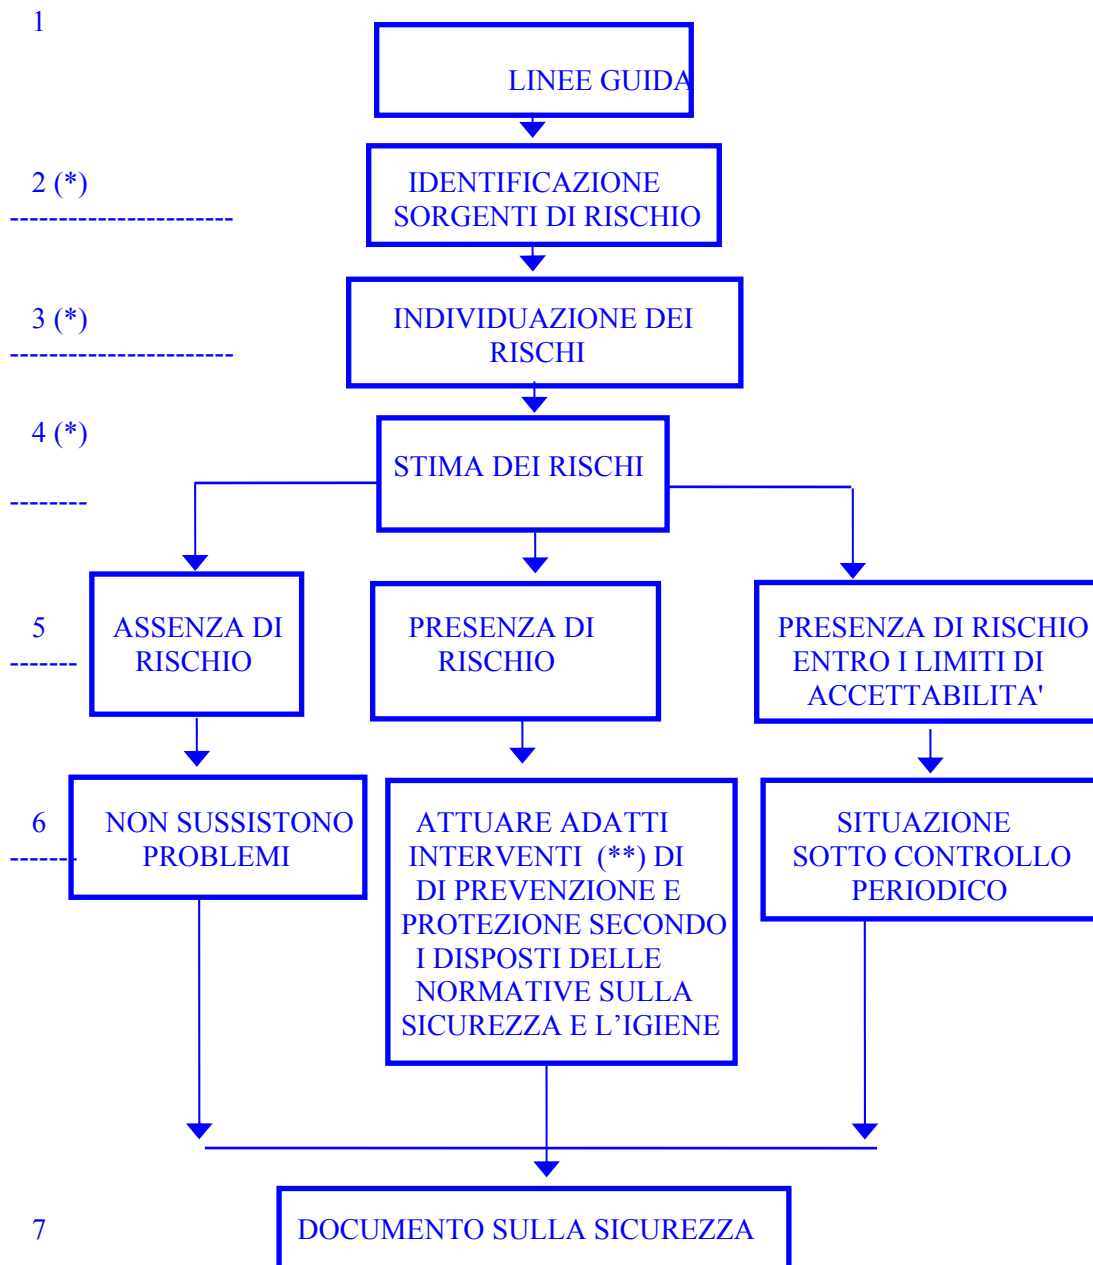 1
LINEE GUIDA
2 (*)
IDENTIFICAZIONE
SORGENTI DI RISCHIO
-----------------------
3 (*)
INDIVIDUAZIONE DEI
RISCHI
-----------------------
4 (*)
STIMA DEI RISCHI
--------
5
-------
ASSENZA DI
RISCHIO
PRESENZA DI
RISCHIO
PRESENZA DI RISCHIO
ENTRO I LIMITI DI
ACCETTABILITA'
6
-------
NON SUSSISTONO
PROBLEMI
ATTUARE ADATTI
INTERVENTI (**) DI
DI PREVENZIONE E
PROTEZIONE SECONDO
I DISPOSTI DELLE
NORMATIVE SULLA
SICUREZZA E L’IGIENE
SITUAZIONE
SOTTO CONTROLLO
PERIODICO
7
DOCUMENTO SULLA SICUREZZA